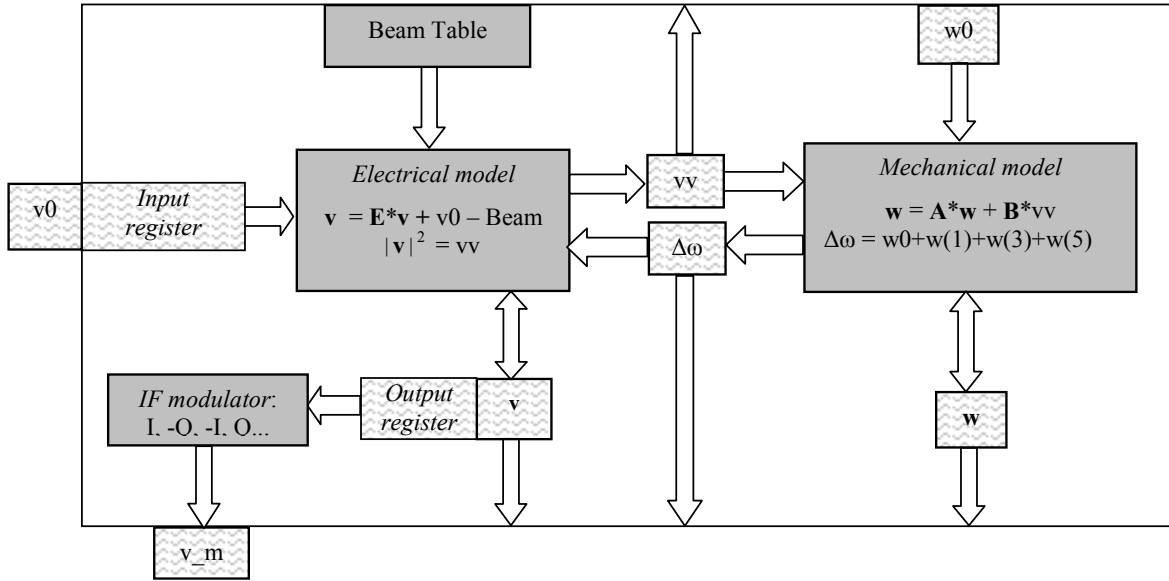 Beam Table
w0
Electrical model
v = E*v + v0 – Beam
|v|² = vv
vv
Δω
Mechanical model
w = A*w + B*vv
Δω = w0+w(1)+w(3)+w(5)
v0
Input
register
IF modulator:
I, -Q, -I, Q...
Output
register
v
w
v_m